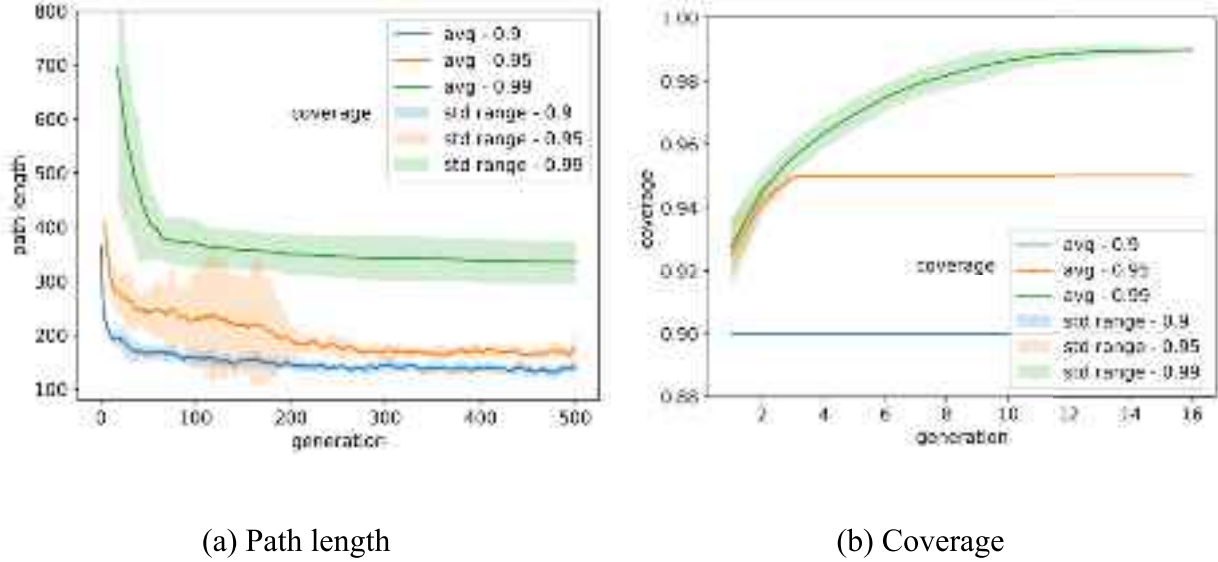 800
700
600
500
400
300
200
100
path length
0 100 200 300 400 500
generation
coverage
avg - 0.9
avg - 0.95
avg - 0.99
std range - 0.9
std range - 0.95
std range - 0.99
(a) Path length
1.00
0.98
0.96
0.94
0.92
0.90
0.88
coverage
2 4 6 8 10 12 14 16
generation
coverage
avg - 0.9
avg - 0.95
avg - 0.99
std range - 0.9
std range - 0.95
std range - 0.99
(b) Coverage